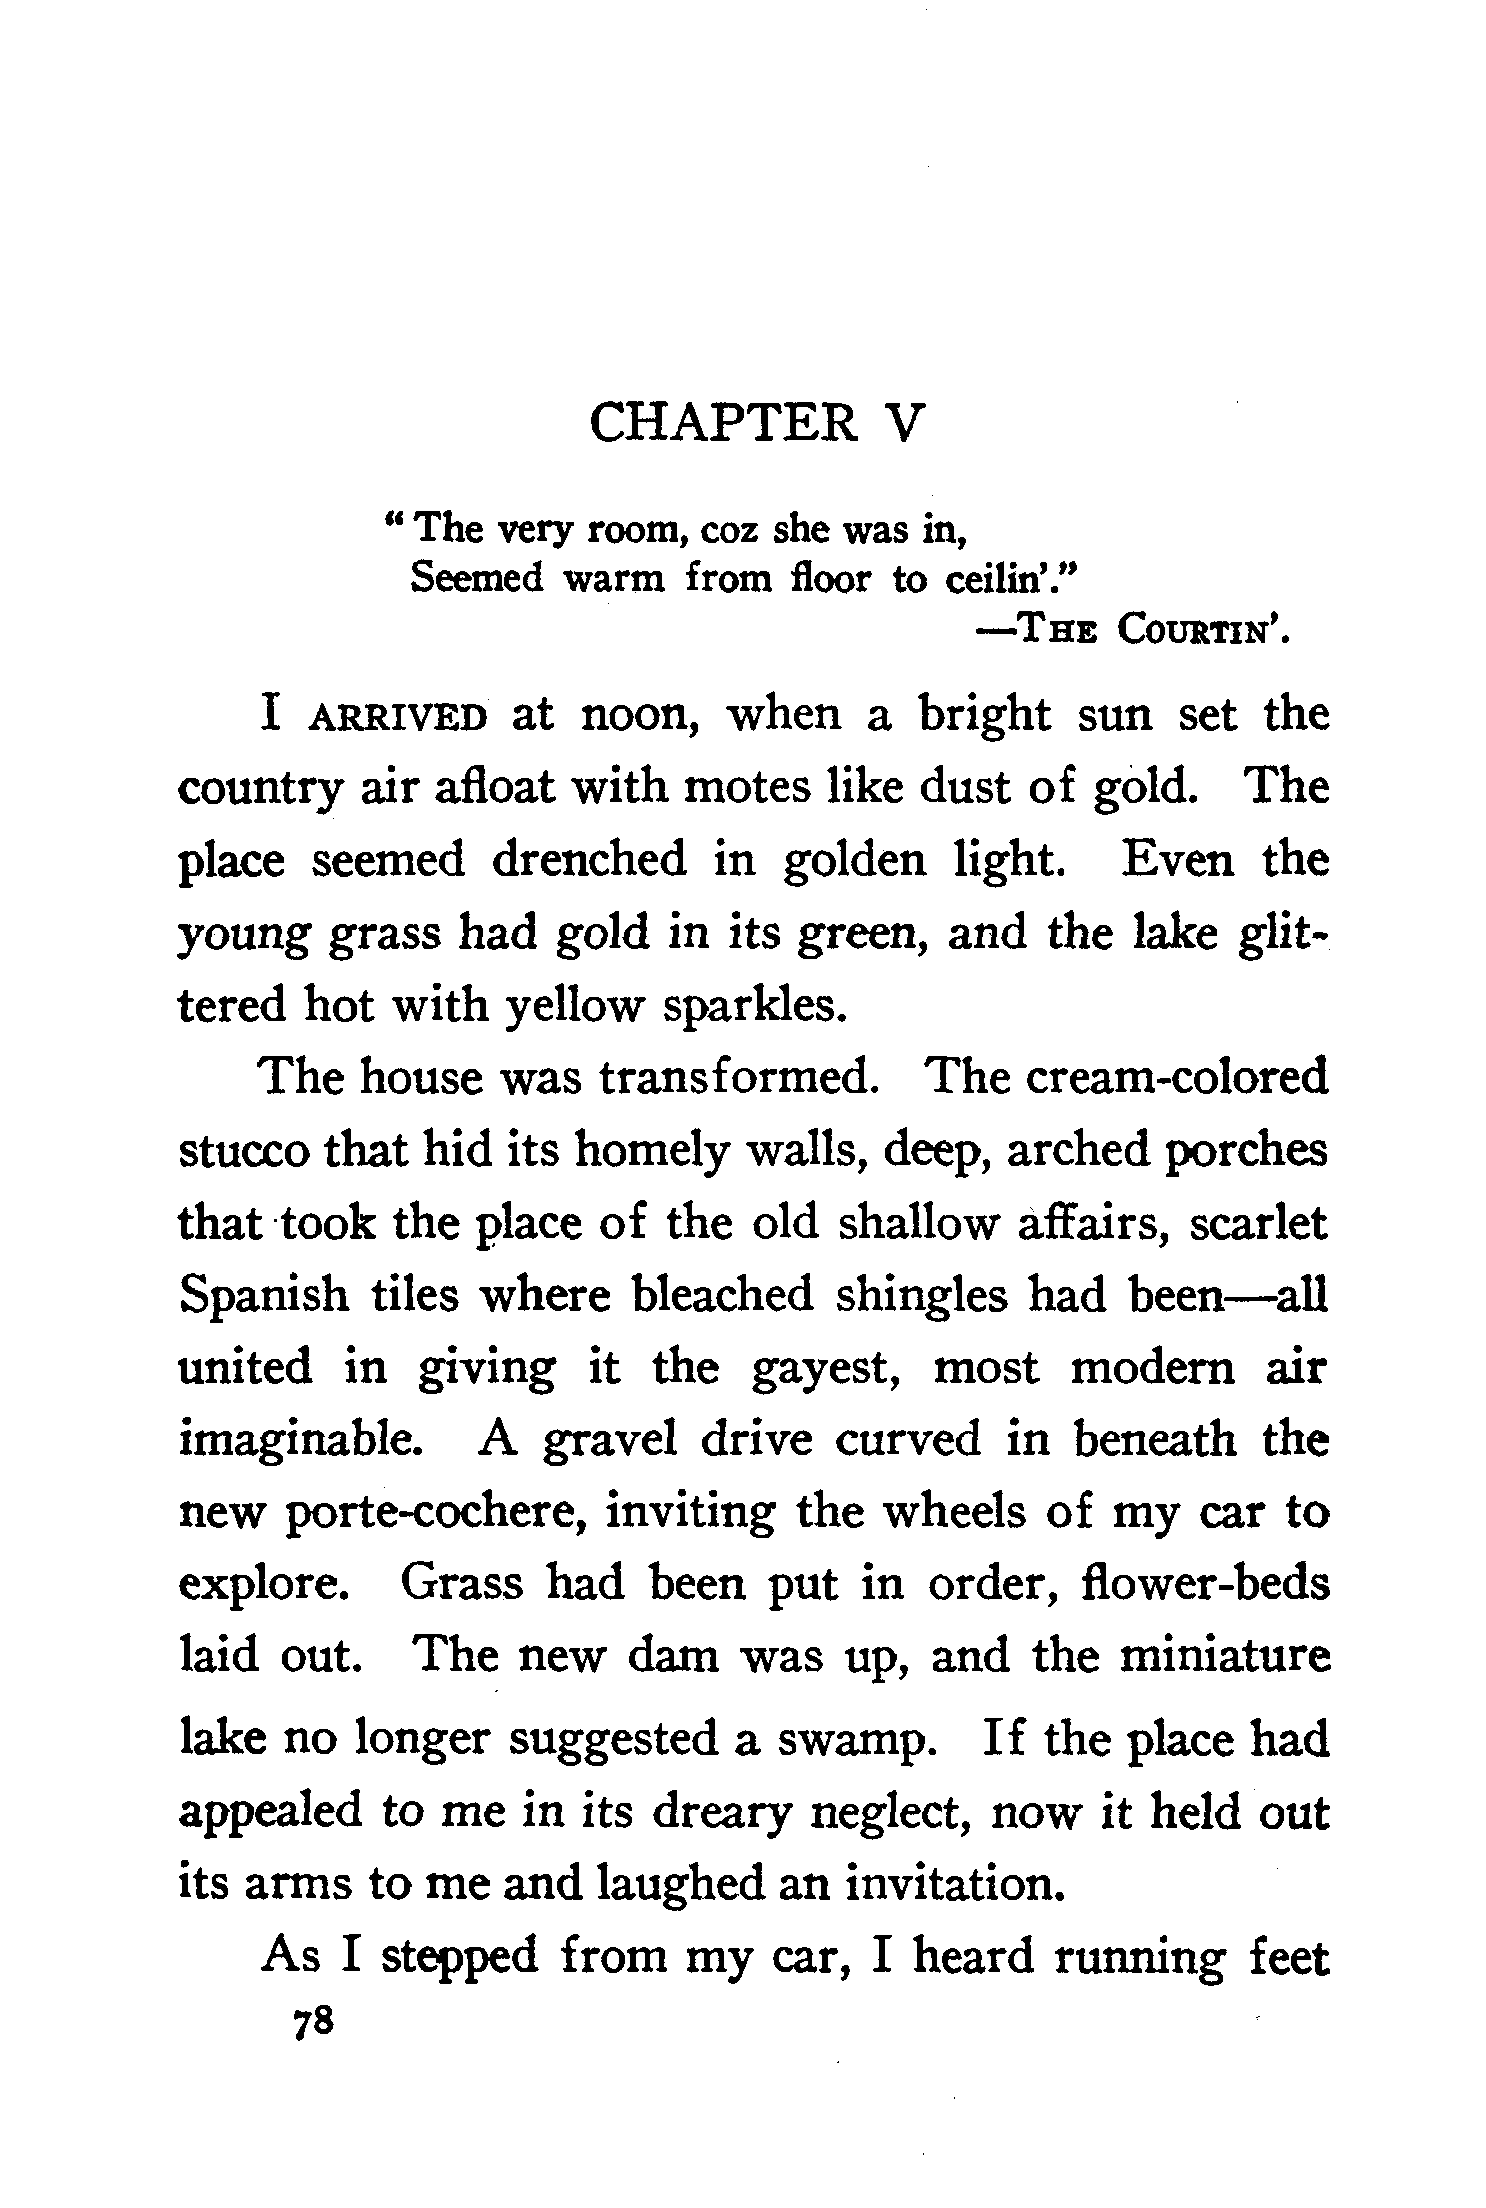 CHAPTER V
“The very room, coz she was in,
Seemed warm from floor to ceilin’.”
—THE COURTIN’.
I ARRIVED at noon, when a bright sun set the
country air afloat with motes like dust of gold. The
place seemed drenched in golden light. Even the
young grass had gold in its green, and the lake glit-
tered hot with yellow sparkles.
The house was transformed. The cream-colored
stucco that hid its homely walls, deep, arched porches
that took the place of the old shallow affairs, scarlet
Spanish tiles where bleached shingles had been—all
united in giving it the gayest, most modern air
imaginable. A gravel drive curved in beneath the
new porte-cochere, inviting the wheels of my car to
explore. Grass had been put in order, flower-beds
laid out. The new dam was up, and the miniature
lake no longer suggested a swamp. If the place had
appealed to me in its dreary neglect, now it held out
its arms to me and laughed an invitation.
As I stepped from my car, I heard running feet
78